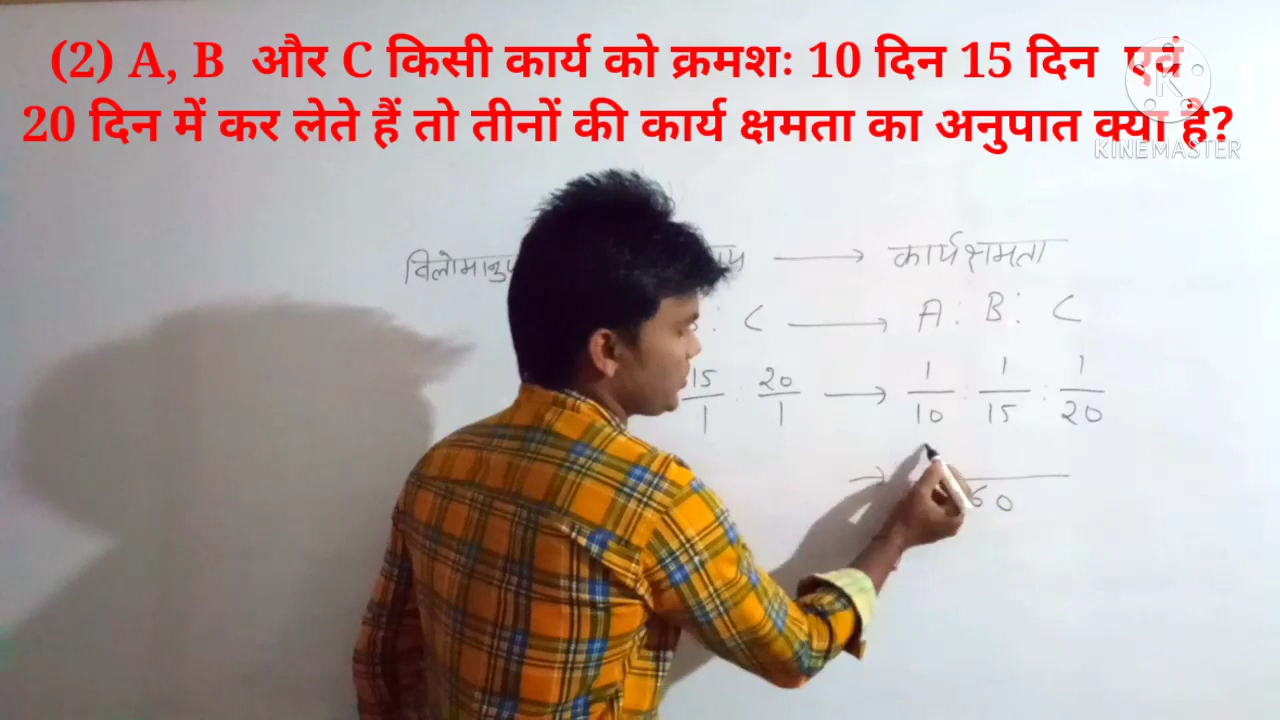 (2) A, B और C किसी कार्य को क्रमशः 10 दिन 15 दिन एवं
20 दिन में कर लेते हैं तो तीनों की कार्य क्षमता का अनुपात क्या है?
K
KINEMASTER
→ कार्यक्षमता
: C → A : B : C
15/1 : 20/1 → 1/10 : 1/15 : 1/20
→ 60